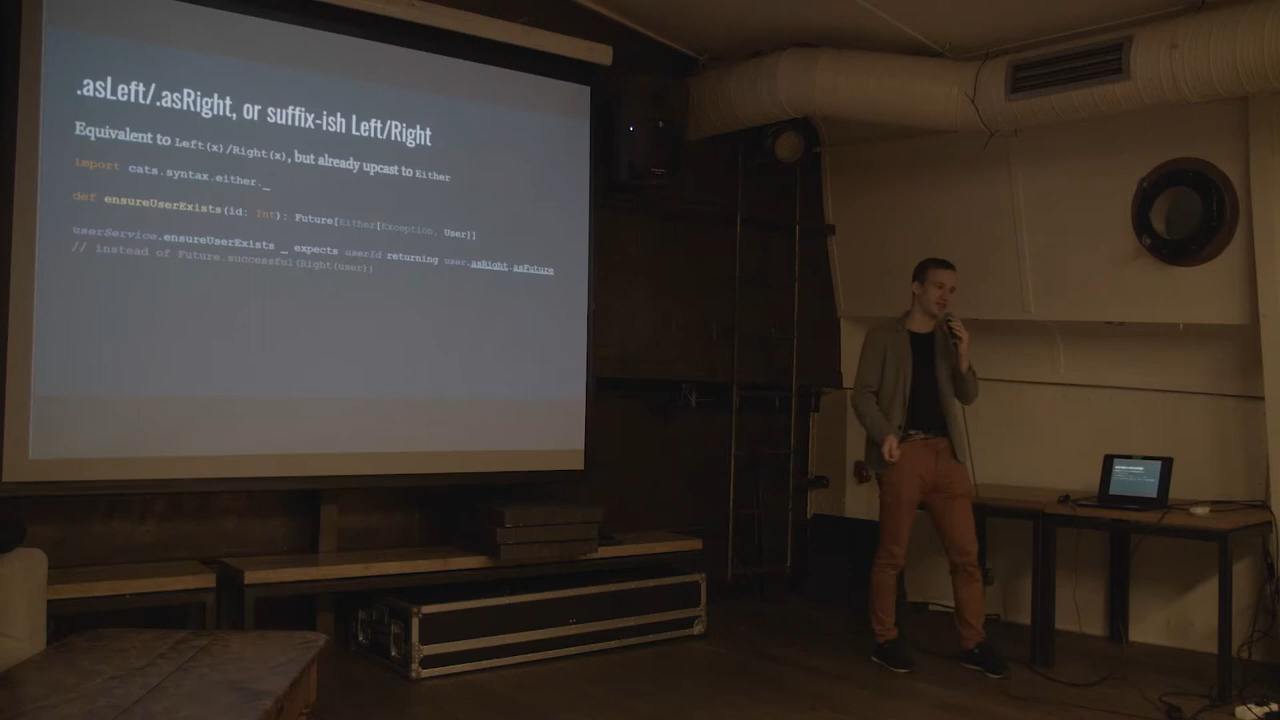 .asLeft/.asRight, or suffix-ish Left/Right
Equivalent to Left(x)/Right(x), but already upcast to Either
import cats.syntax.either._
def ensureUserExists(id: Int): Future[Either[Exception, User]]
userService.ensureUserExists _ expects userId returning user.asRight.asFuture
// instead of Future.successful(Right(user))